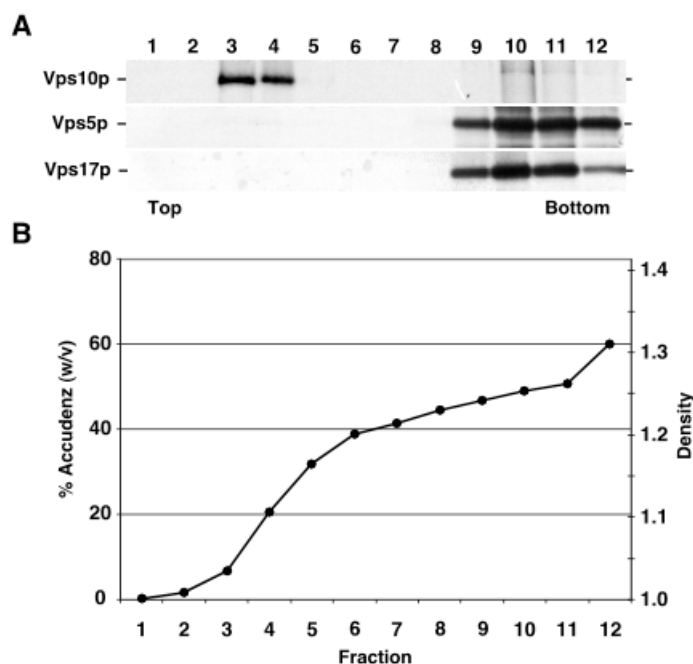 A
1 2 3 4 5 6 7 8 9 10 11 12
Vps10p
Vps5p
Vps17p
Top Bottom
B
80
60
40
20
0
% Accudenz (w/v)
1.4
1.3
1.2
1.1
1.0
Density
1 2 3 4 5 6 7 8 9 10 11 12
Fraction